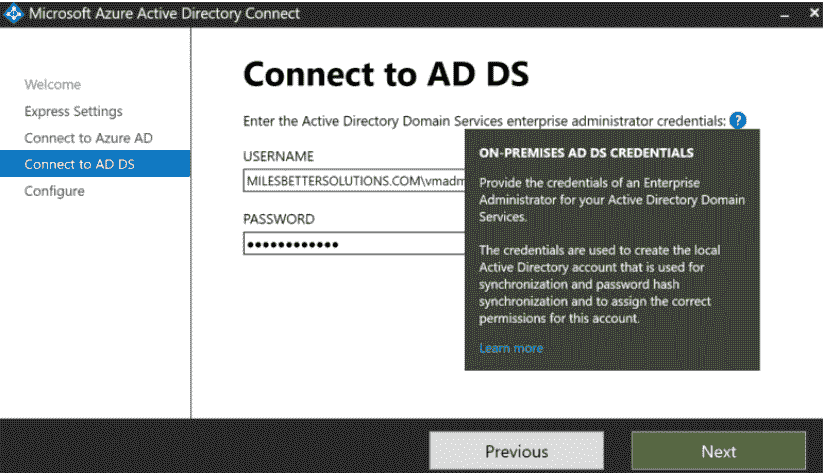 Microsoft Azure Active Directory Connect
Welcome
Express Settings
Connect to Azure AD
Connect to AD DS
Configure
Connect to AD DS
Enter the Active Directory Domain Services enterprise administrator credentials: ?
USERNAME
MILESBETTERSOLUTIONS.COM\vmadm
PASSWORD
ON-PREMISES AD DS CREDENTIALS
Provide the credentials of an Enterprise
Administrator for your Active Directory Domain
Services.
The credentials are used to create the local
Active Directory account that is used for
synchronization and password hash
synchronization and to assign the correct
permissions for this account.
Learn more
Previous
Next